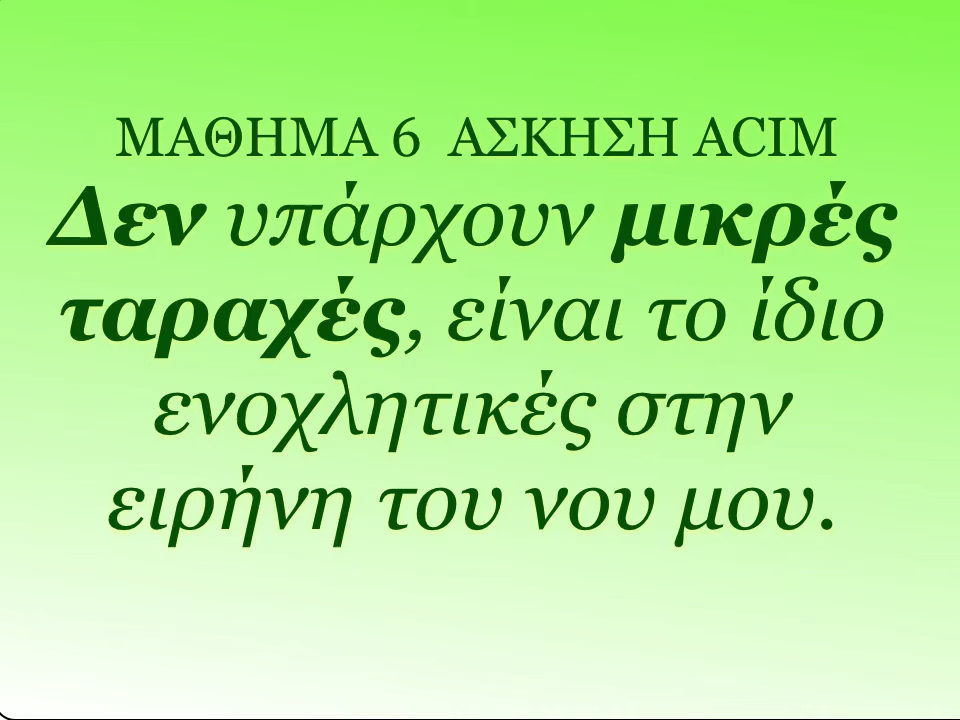 ΜΑΘΗΜΑ 6 ΑΣΚΗΣΗ ACIM
Δεν υπάρχουν μικρές
ταραχές, είναι το ίδιο
ενοχλητικές στην
ειρήνη του νου μου.